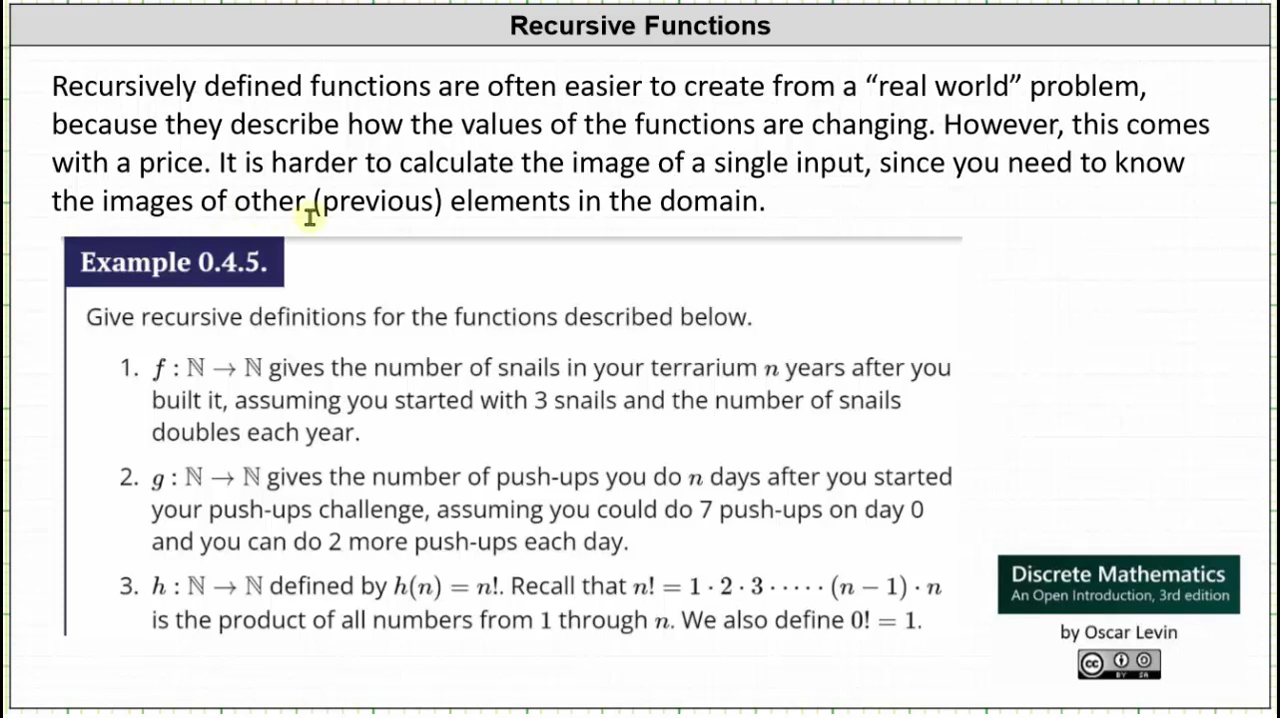 Recursive Functions
Recursively defined functions are often easier to create from a “real world” problem,
because they describe how the values of the functions are changing. However, this comes
with a price. It is harder to calculate the image of a single input, since you need to know
the images of other (previous) elements in the domain.
Example 0.4.5.
Give recursive definitions for the functions described below.
1. f : ℕ → ℕ gives the number of snails in your terrarium n years after you
built it, assuming you started with 3 snails and the number of snails
doubles each year.
2. g : ℕ → ℕ gives the number of push-ups you do n days after you started
your push-ups challenge, assuming you could do 7 push-ups on day 0
and you can do 2 more push-ups each day.
3. h : ℕ → ℕ defined by h(n) = n!. Recall that n! = 1 · 2 · 3 · · · · · (n − 1) · n
is the product of all numbers from 1 through n. We also define 0! = 1.
Discrete Mathematics
An Open Introduction, 3rd edition
by Oscar Levin
cc
BY SA